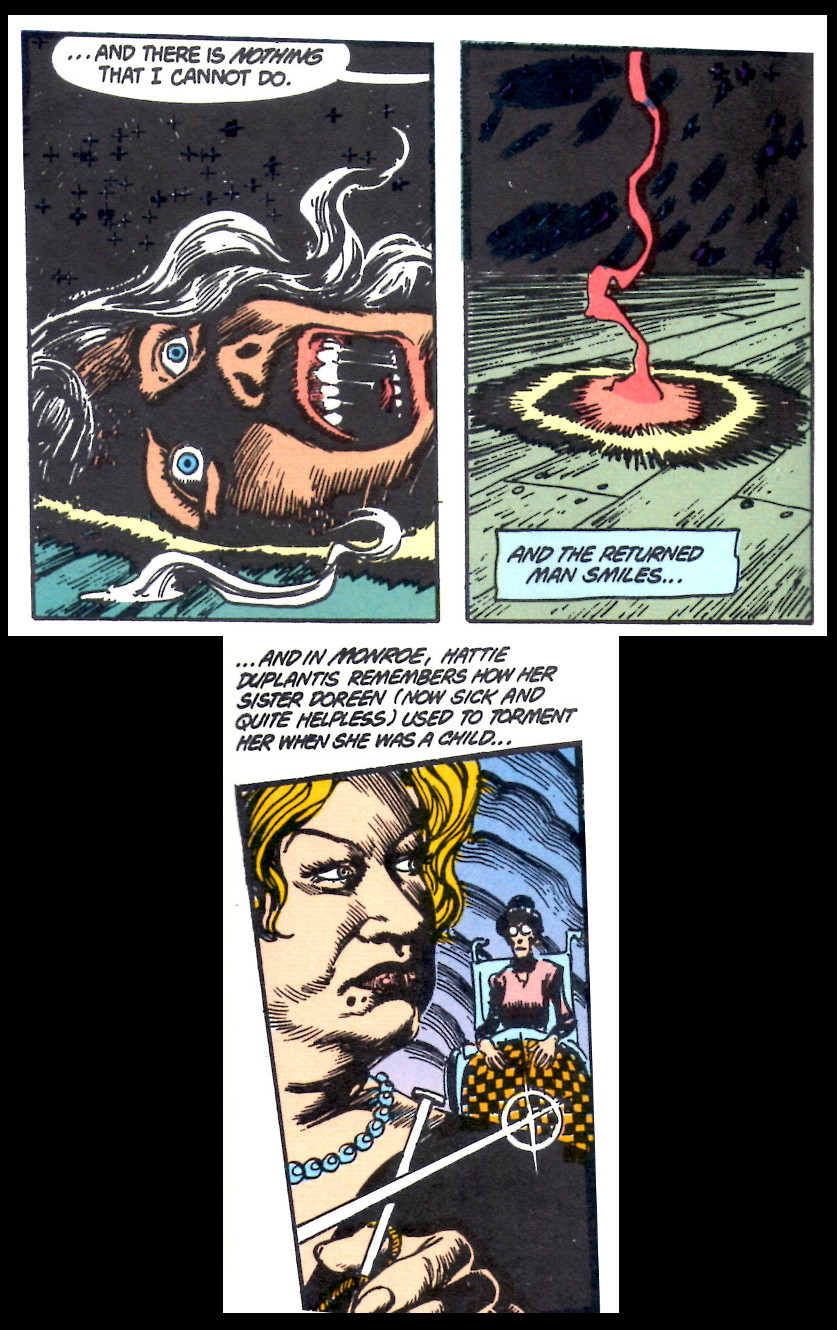 ...AND THERE IS NOTHING
THAT I CANNOT DO.
AND THE RETURNED
MAN SMILES...
...AND IN MONROE, HATTIE
DUPLANTIS REMEMBERS HOW HER
SISTER DOREEN (NOW SICK AND
QUITE HELPLESS) USED TO TORMENT
HER WHEN SHE WAS A CHILD...